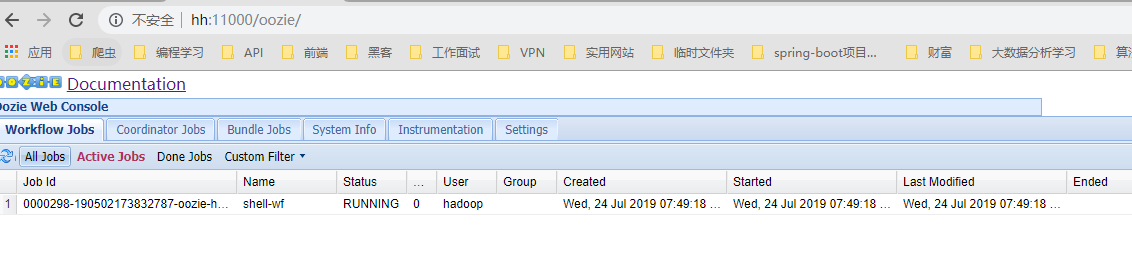 不安全 | hh:11000/oozie/
应用 爬虫 编程学习 API 前端 黑客 工作面试 VPN 实用网站 临时文件夹 spring-boot项目... 财富 大数据分析学习
OOZIE Documentation
Oozie Web Console
Workflow Jobs Coordinator Jobs Bundle Jobs System Info Instrumentation Settings
All Jobs Active Jobs Done Jobs Custom Filter
Job Id Name Status ... User Group Created Started Last Modified Ended
1 0000298-190502173832787-oozie-h... shell-wf RUNNING 0 hadoop Wed, 24 Jul 2019 07:49:18 ... Wed, 24 Jul 2019 07:49:18 ... Wed, 24 Jul 2019 07:49:18 ...